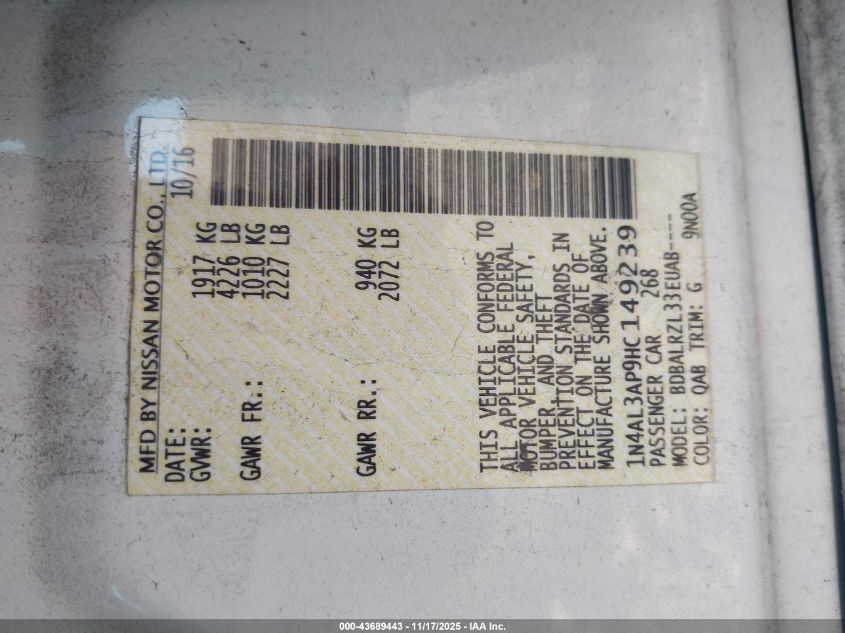 MFD BY NISSAN MOTOR CO., LTD.
DATE: 10/16
GVWR: 1917 KG
4226 LB
GAWR FR.: 1010 KG
2227 LB
GAWR RR.: 940 KG
2072 LB
THIS VEHICLE CONFORMS TO
ALL APPLICABLE FEDERAL
MOTOR VEHICLE SAFETY,
BUMPER, AND THEFT
PREVENTION STANDARDS IN
EFFECT ON THE DATE OF
MANUFACTURE SHOWN ABOVE.
1N4AL3AP9HC149239
PASSENGER CAR 268
MODEL: BDBALRZL33EUAB----
COLOR: QAB TRIM: G 9N00A
000-43689443 - 11/17/2025 - IAA Inc.